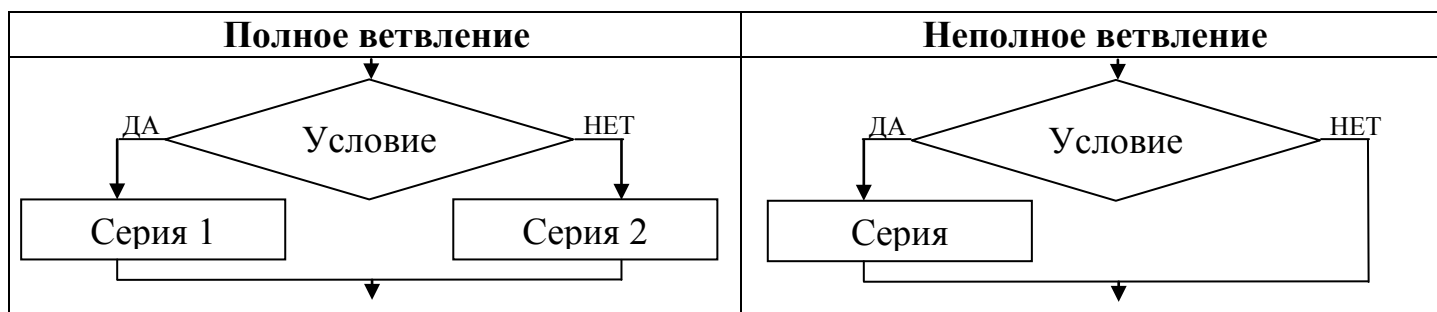 Полное ветвление
Неполное ветвление
ДА
Условие
НЕТ
Серия 1
Серия 2
ДА
Условие
НЕТ
Серия